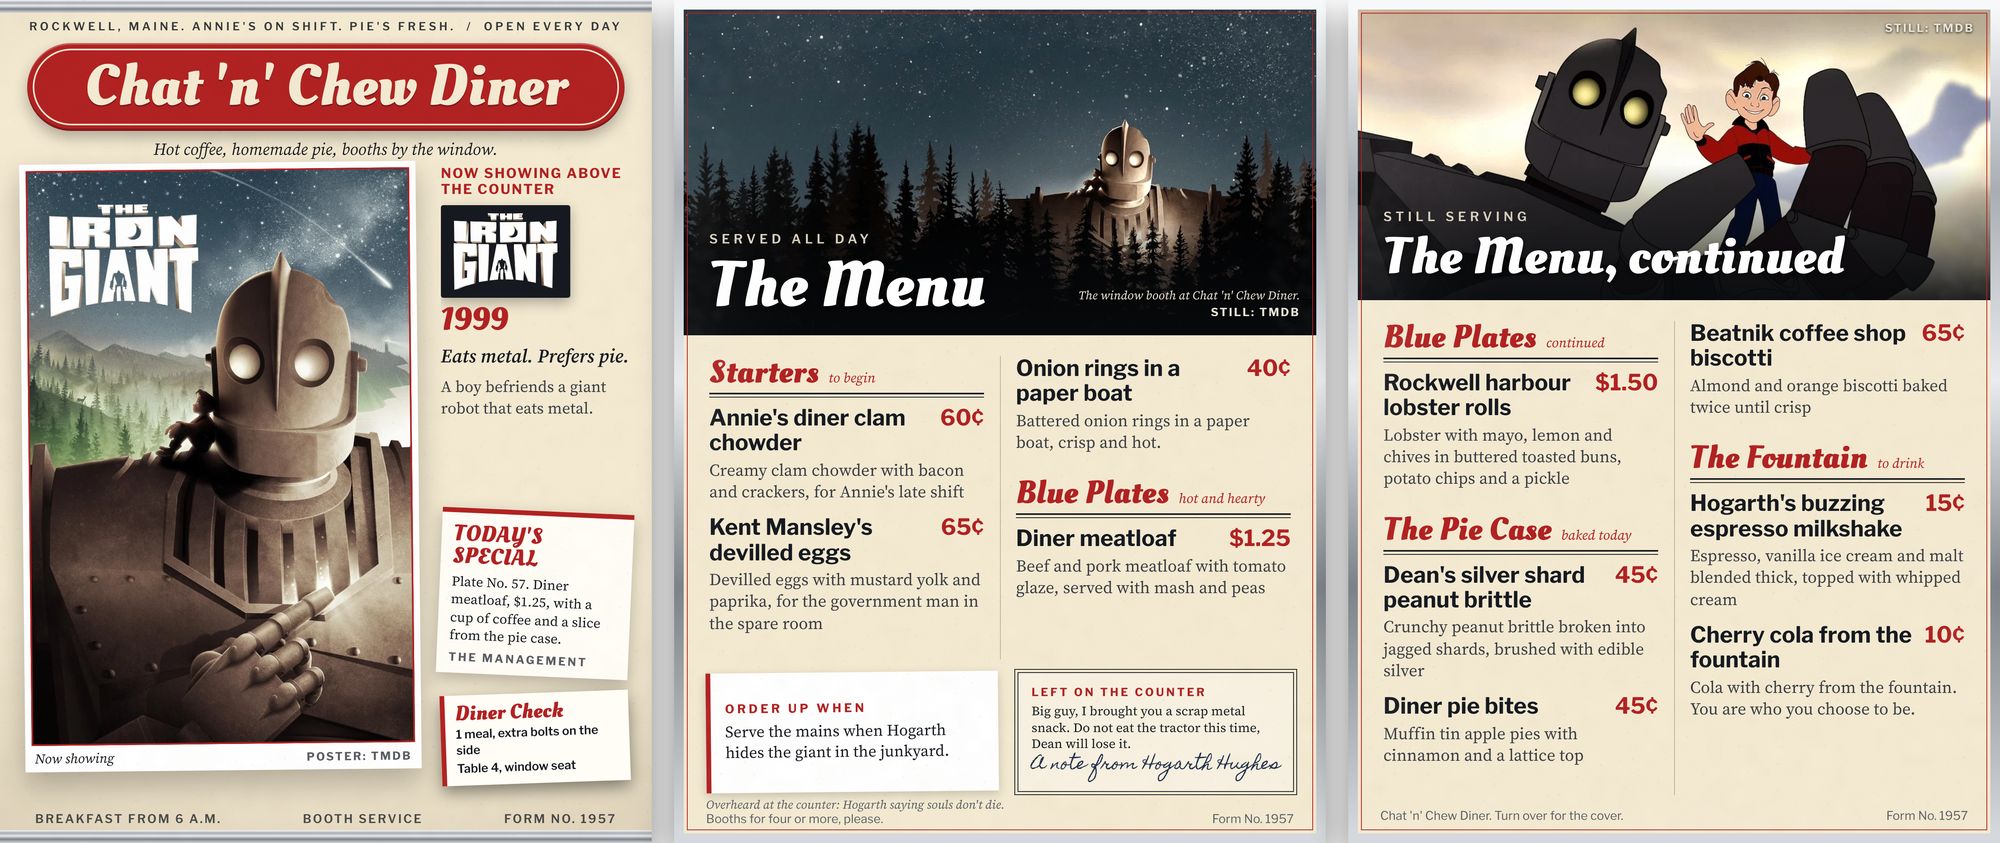 ROCKWELL, MAINE. ANNIE'S ON SHIFT. PIE'S FRESH. / OPEN EVERY DAY
Chat 'n' Chew Diner
Hot coffee, homemade pie, booths by the window.
THE
IRON
GIANT
Now showing
POSTER: TMDB
NOW SHOWING ABOVE
THE COUNTER
THE
IRON
GIANT
1999
Eats metal. Prefers pie.
A boy befriends a giant
robot that eats metal.
TODAY'S
SPECIAL
Plate No. 57. Diner
meatloaf, $1.25, with a
cup of coffee and a slice
from the pie case.
THE MANAGEMENT
Diner Check
1 meal, extra bolts on the
side
Table 4, window seat
BREAKFAST FROM 6 A.M.
BOOTH SERVICE
FORM NO. 1957
SERVED ALL DAY
The Menu
The window booth at Chat 'n' Chew Diner.
STILL: TMDB
Starters to begin
Annie's diner clam 60¢
chowder
Creamy clam chowder with bacon
and crackers, for Annie's late shift
Kent Mansley's 65¢
devilled eggs
Devilled eggs with mustard yolk and
paprika, for the government man in
the spare room
Onion rings in a 40¢
paper boat
Battered onion rings in a paper
boat, crisp and hot.
Blue Plates hot and hearty
Diner meatloaf $1.25
Beef and pork meatloaf with tomato
glaze, served with mash and peas
ORDER UP WHEN
Serve the mains when Hogarth
hides the giant in the junkyard.
LEFT ON THE COUNTER
Big guy, I brought you a scrap metal
snack. Do not eat the tractor this time,
Dean will lose it.
A note from Hogarth Hughes
Overheard at the counter: Hogarth saying souls don't die.
Booths for four or more, please.
Form No. 1957
STILL: TMDB
STILL SERVING
The Menu, continued
Blue Plates continued
Rockwell harbour $1.50
lobster rolls
Lobster with mayo, lemon and
chives in buttered toasted buns,
potato chips and a pickle
The Pie Case baked today
Dean's silver shard 45¢
peanut brittle
Crunchy peanut brittle broken into
jagged shards, brushed with edible
silver
Diner pie bites 45¢
Muffin tin apple pies with
cinnamon and a lattice top
Beatnik coffee shop 65¢
biscotti
Almond and orange biscotti baked
twice until crisp
The Fountain to drink
Hogarth's buzzing 15¢
espresso milkshake
Espresso, vanilla ice cream and malt
blended thick, topped with whipped
cream
Cherry cola from the 10¢
fountain
Cola with cherry from the fountain.
You are who you choose to be.
Chat 'n' Chew Diner. Turn over for the cover.
Form No. 1957